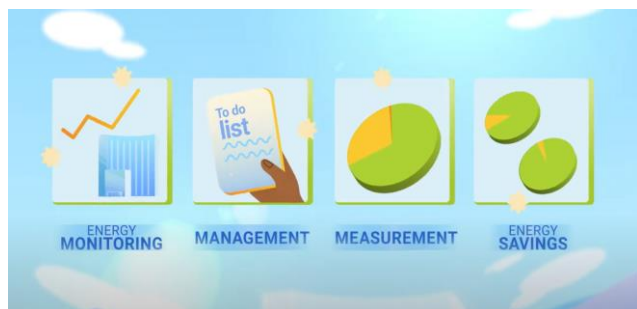 To do
list
ENERGY
MONITORING
MANAGEMENT
MEASUREMENT
ENERGY
SAVINGS